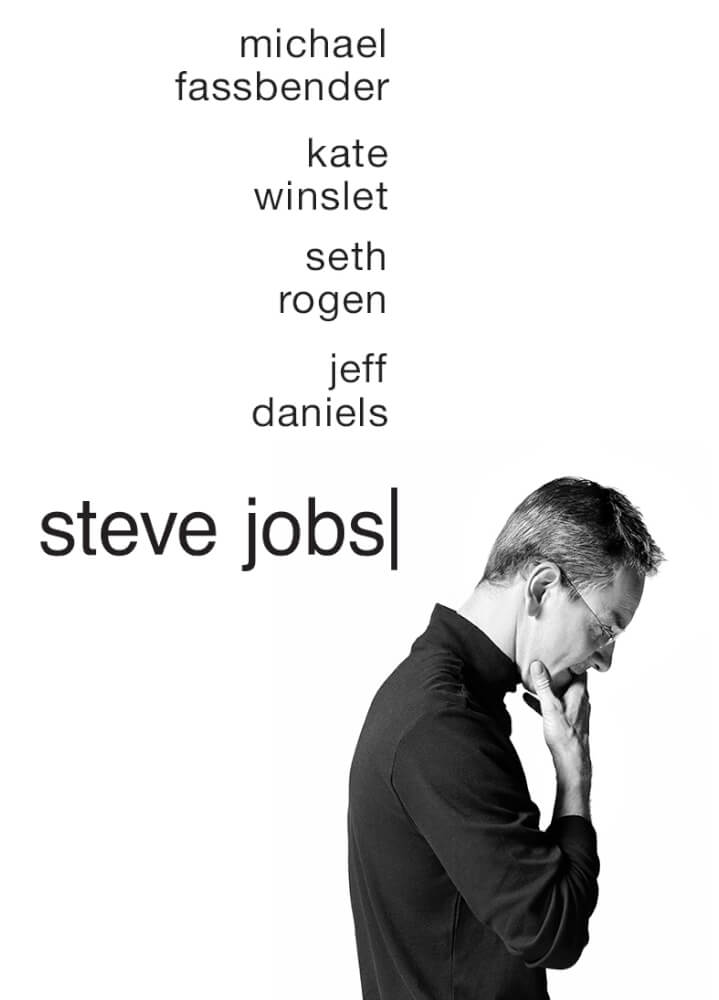 michael
fassbender
kate
winslet
seth
rogen
jeff
daniels
steve jobs|